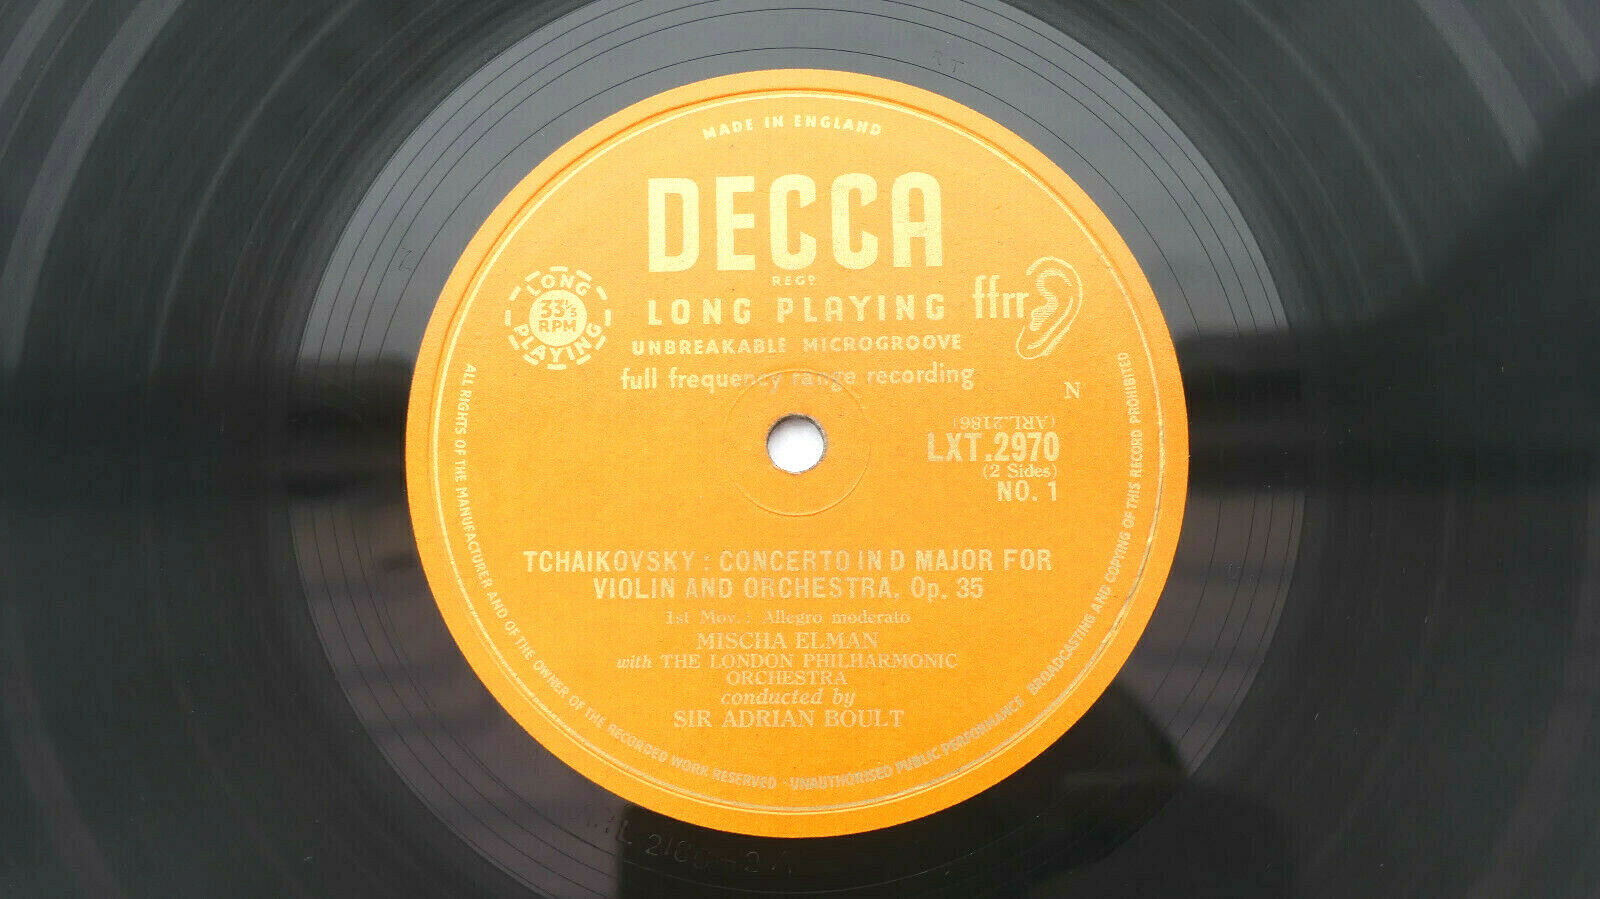 MADE IN ENGLAND
DECCA
REGD
LONG PLAYING
ffrr
LONG PLAYING
33⅓
RPM
UNBREAKABLE MICROGROOVE
full frequency range recording
N
(ARL.2186)
LXT.2970
(2 Sides)
NO. 1
TCHAIKOVSKY : CONCERTO IN D MAJOR FOR
VIOLIN AND ORCHESTRA, Op. 35
1st Mov. : Allegro moderato
MISCHA ELMAN
with THE LONDON PHILHARMONIC
ORCHESTRA
conducted by
SIR ADRIAN BOULT
ALL RIGHTS OF THE MANUFACTURER AND OF THE OWNER OF THE RECORDED WORK RESERVED · UNAUTHORISED PUBLIC PERFORMANCE BROADCASTING AND COPYING OF THIS RECORD PROHIBITED